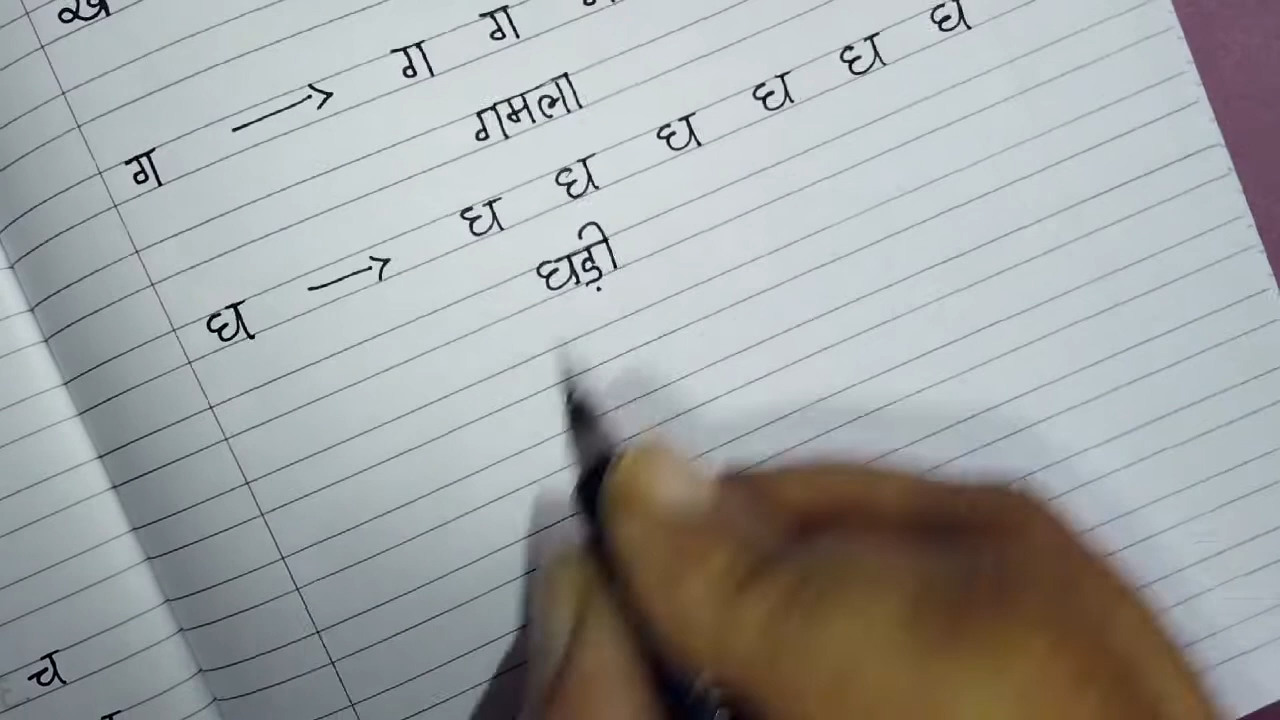 ख
ग → ग ग
गमला
घ → घ घ घ घ घ घ
घड़ी
च